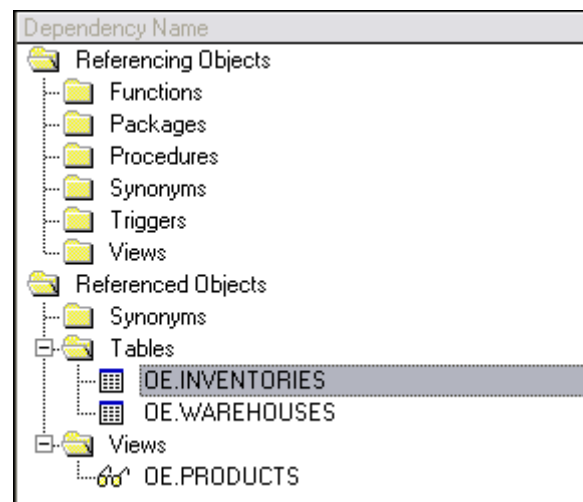 Dependency Name
Referencing Objects
Functions
Packages
Procedures
Synonyms
Triggers
Views
Referenced Objects
Synonyms
Tables
OE.INVENTORIES
OE.WAREHOUSES
Views
OE.PRODUCTS